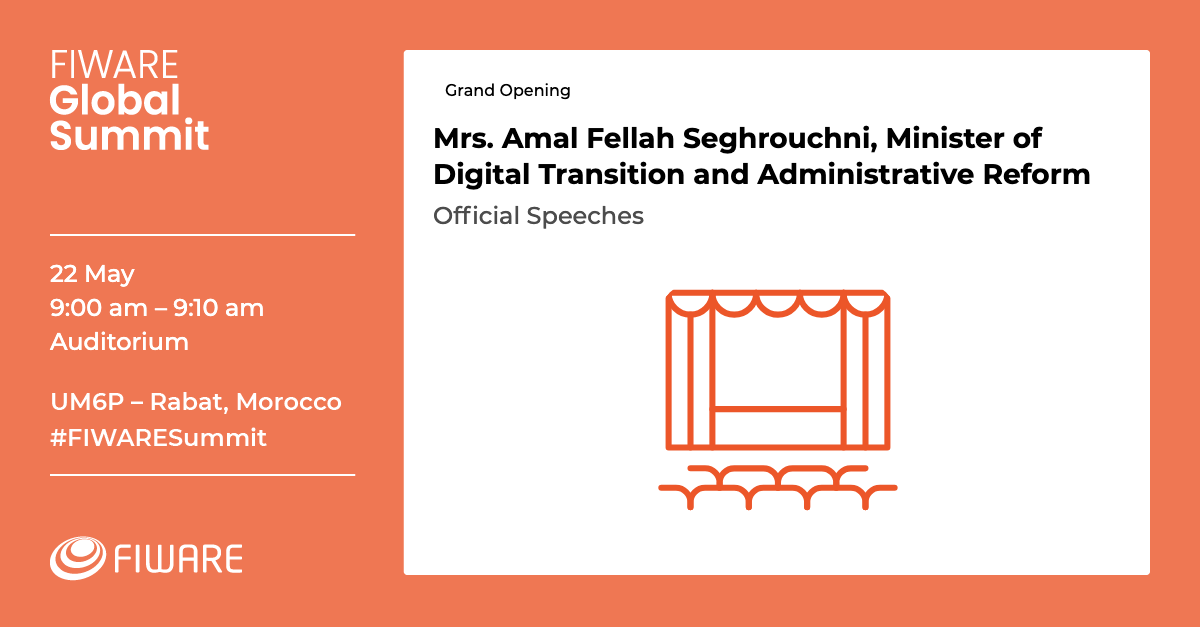 FIWARE
Global
Summit
22 May
9:00 am – 9:10 am
Auditorium
UM6P – Rabat, Morocco
#FIWARESummit
FIWARE
Grand Opening
Mrs. Amal Fellah Seghrouchni, Minister of
Digital Transition and Administrative Reform
Official Speeches